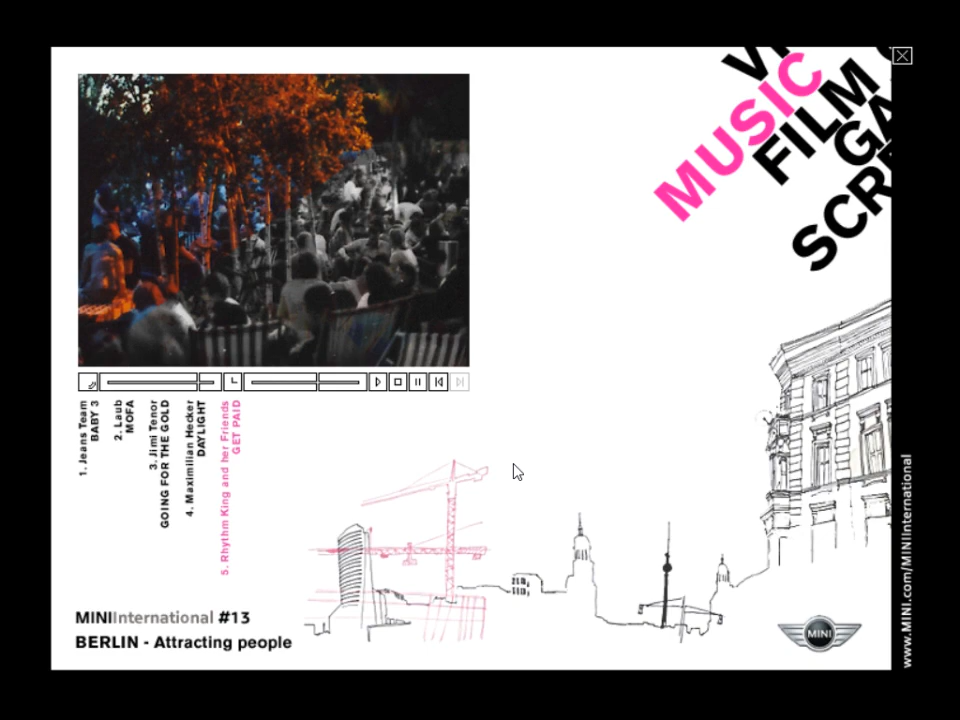 MUSIC
FILM
1. Jeans Team
BABY 3
2. Laub
MOFA
3. Jimi Tenor
GOING FOR THE GOLD
4. Maximilian Hecker
DAYLIGHT
5. Rhythm King and her Friends
GET PAID
MINIInternational #13
BERLIN - Attracting people
MINI
www.MINI.com/MINIInternational